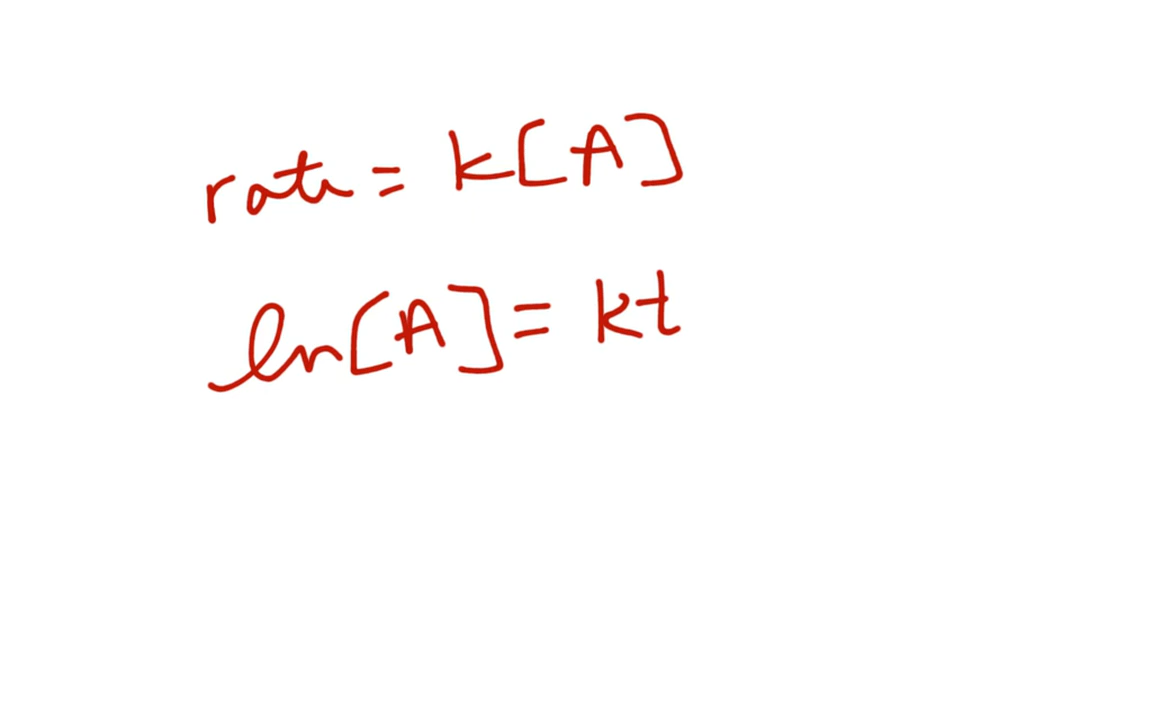 rate = k[A]
ln[A] = kt